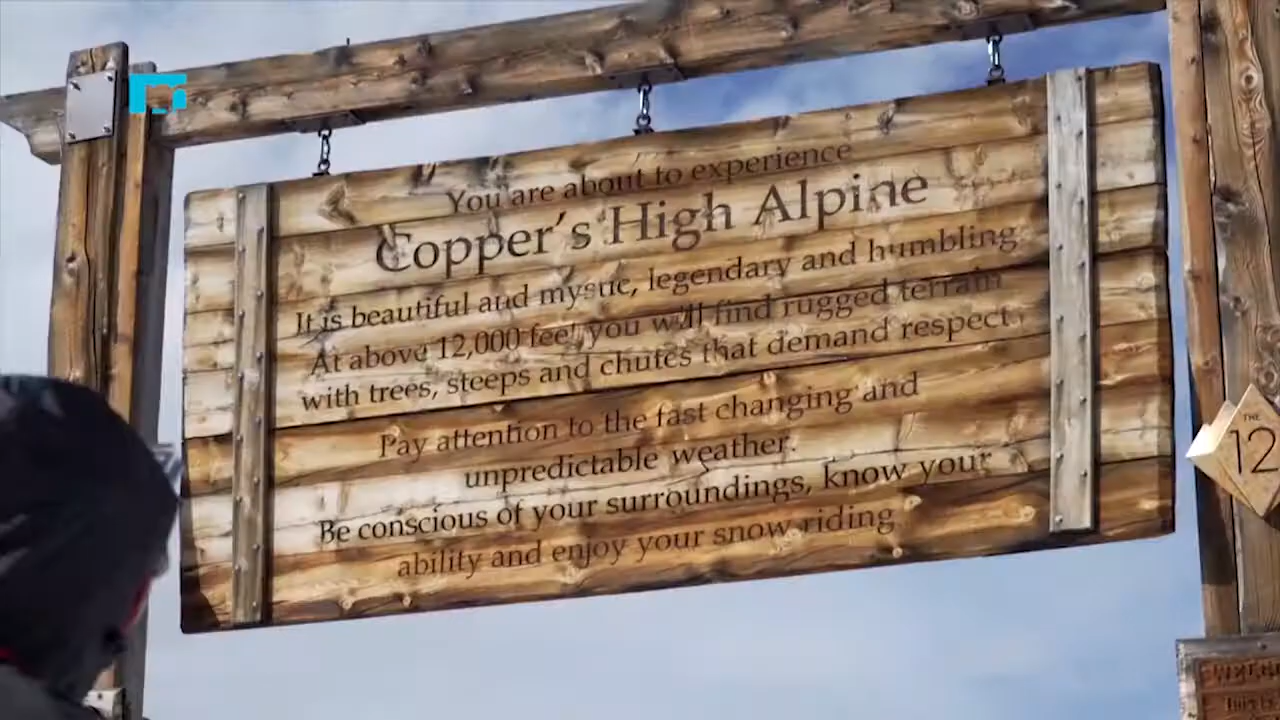 You are about to experience
Copper's High Alpine
It is beautiful and mystic, legendary and humbling
At above 12,000 feet you will find rugged terrain
with trees, steeps and chutes that demand respect.
Pay attention to the fast changing and
unpredictable weather.
Be conscious of your surroundings, know your
ability and enjoy your snow riding
THE
12